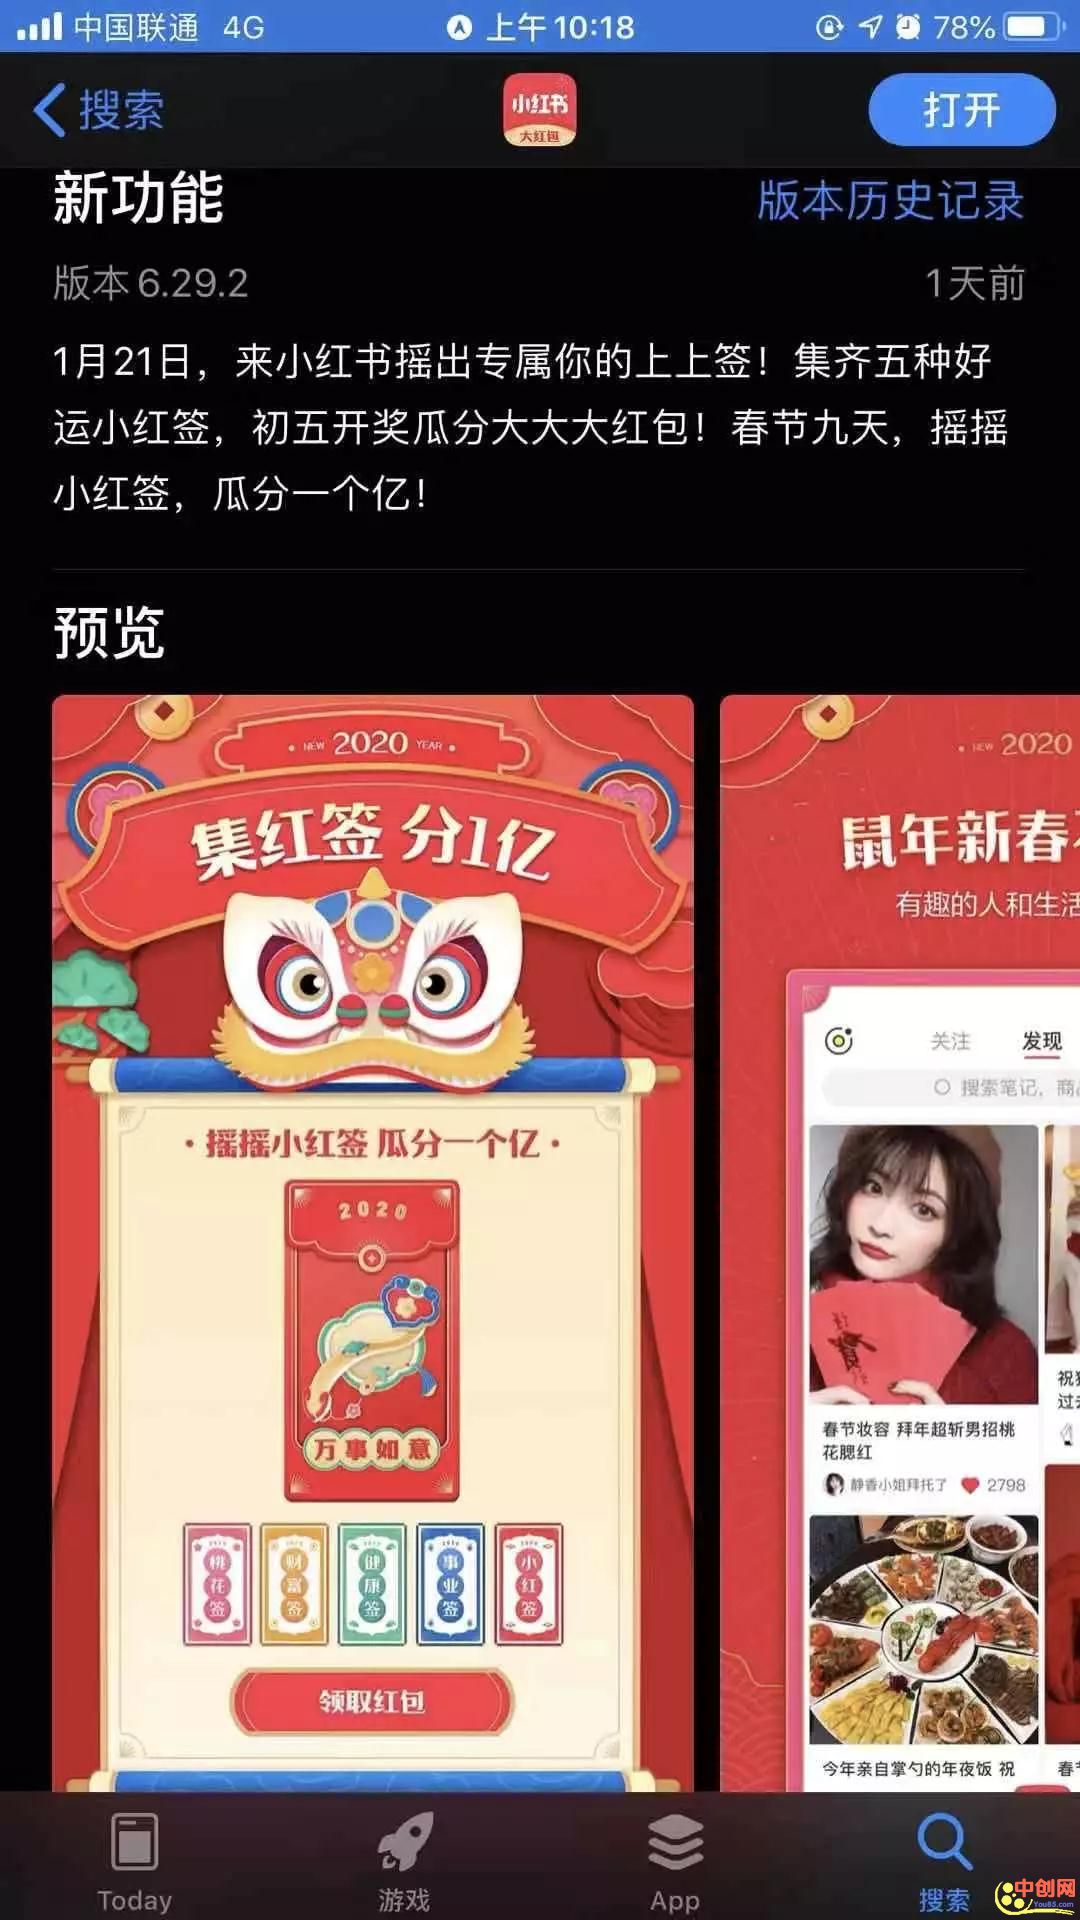 中国联通 4G 上午10:18 78%
搜索
小红书
大红包
打开
新功能
版本历史记录
版本 6.29.2
1天前
1月21日，来小红书摇出专属你的上上签！集齐五种好
运小红签，初五开奖瓜分大大大红包！春节九天，摇摇
小红签，瓜分一个亿！
预览
NEW 2020 YEAR
集红签 分1亿
·摇摇小红签 瓜分一个亿·
2020
万事如意
桃花签
财富签
健康签
事业签
小红签
领取红包
NEW 2020
鼠年新春
有趣的人和生活
关注 发现
搜索笔记，商品
春节妆容 拜年超斩男招桃
花腮红
静香小姐拜托了 2798
祝
过
今年亲自掌勺的年夜饭 祝
春
Today
游戏
App
搜索
中创网
You85.com